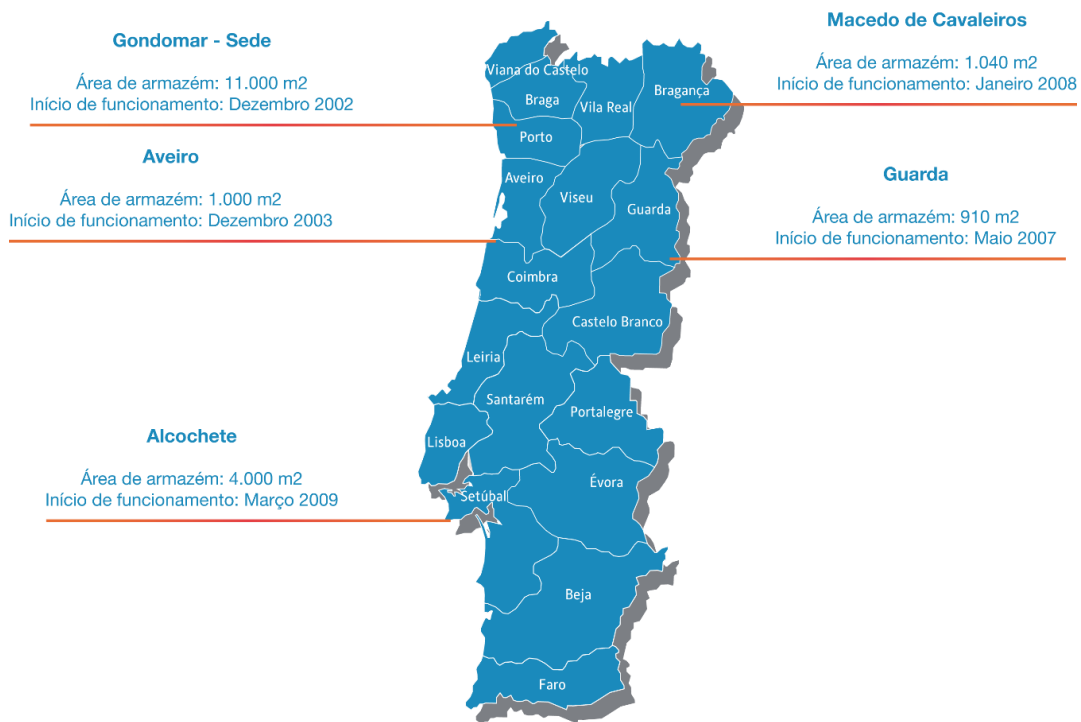 Gondomar - Sede
Área de armazém: 11.000 m2
Início de funcionamento: Dezembro 2002
Aveiro
Área de armazém: 1.000 m2
Início de funcionamento: Dezembro 2003
Alcochete
Área de armazém: 4.000 m2
Início de funcionamento: Março 2009
Macedo de Cavaleiros
Área de armazém: 1.040 m2
Início de funcionamento: Janeiro 2008
Guarda
Área de armazém: 910 m2
Início de funcionamento: Maio 2007
Viana do Castelo
Braga
Vila Real
Bragança
Porto
Aveiro
Viseu
Guarda
Coimbra
Castelo Branco
Leiria
Santarém
Portalegre
Lisboa
Setúbal
Évora
Beja
Faro